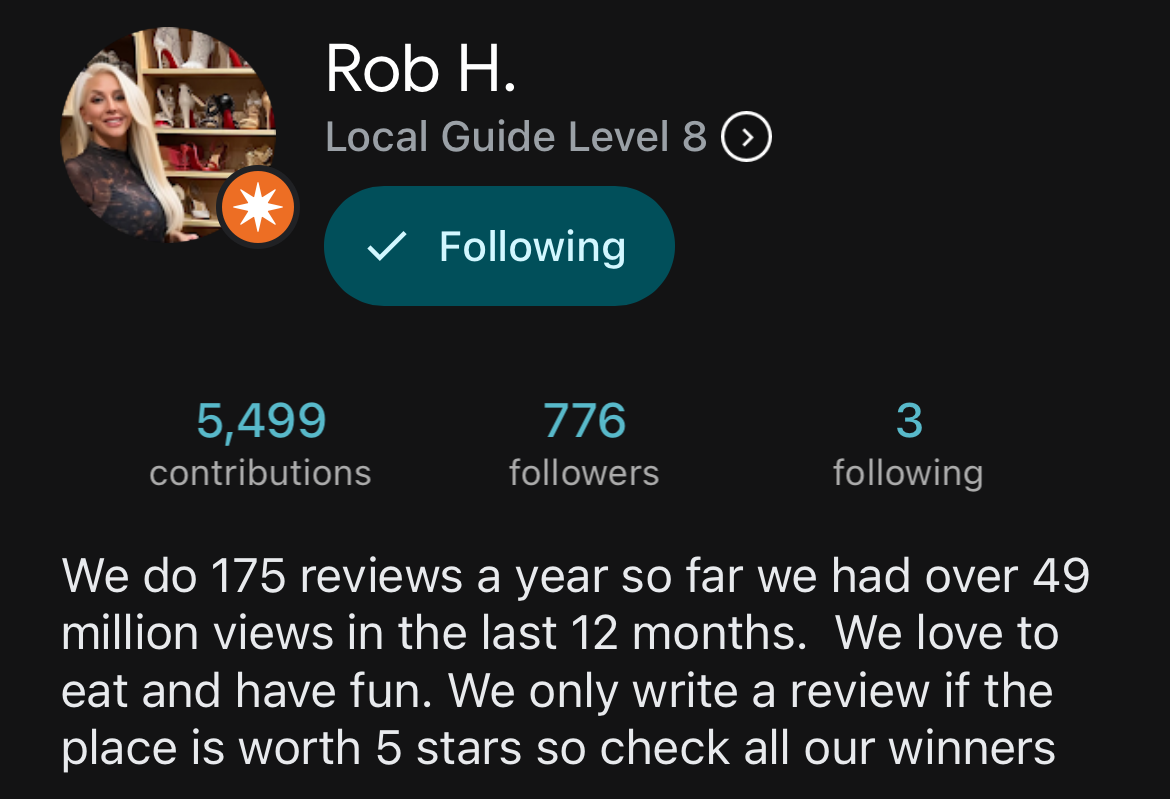 Rob H.
Local Guide Level 8
Following
5,499
contributions
776
followers
3
following
We do 175 reviews a year so far we had over 49
million views in the last 12 months.  We love to
eat and have fun. We only write a review if the
place is worth 5 stars so check all our winners